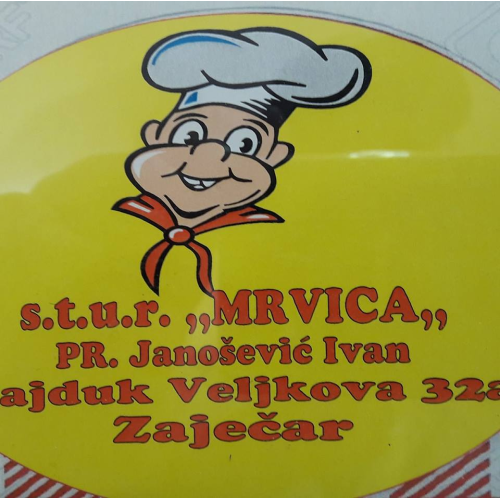 s.t.u.r. ,,MRVICA,,
PR. Janošević Ivan
ajduk Veljkova 32a
Zaječar